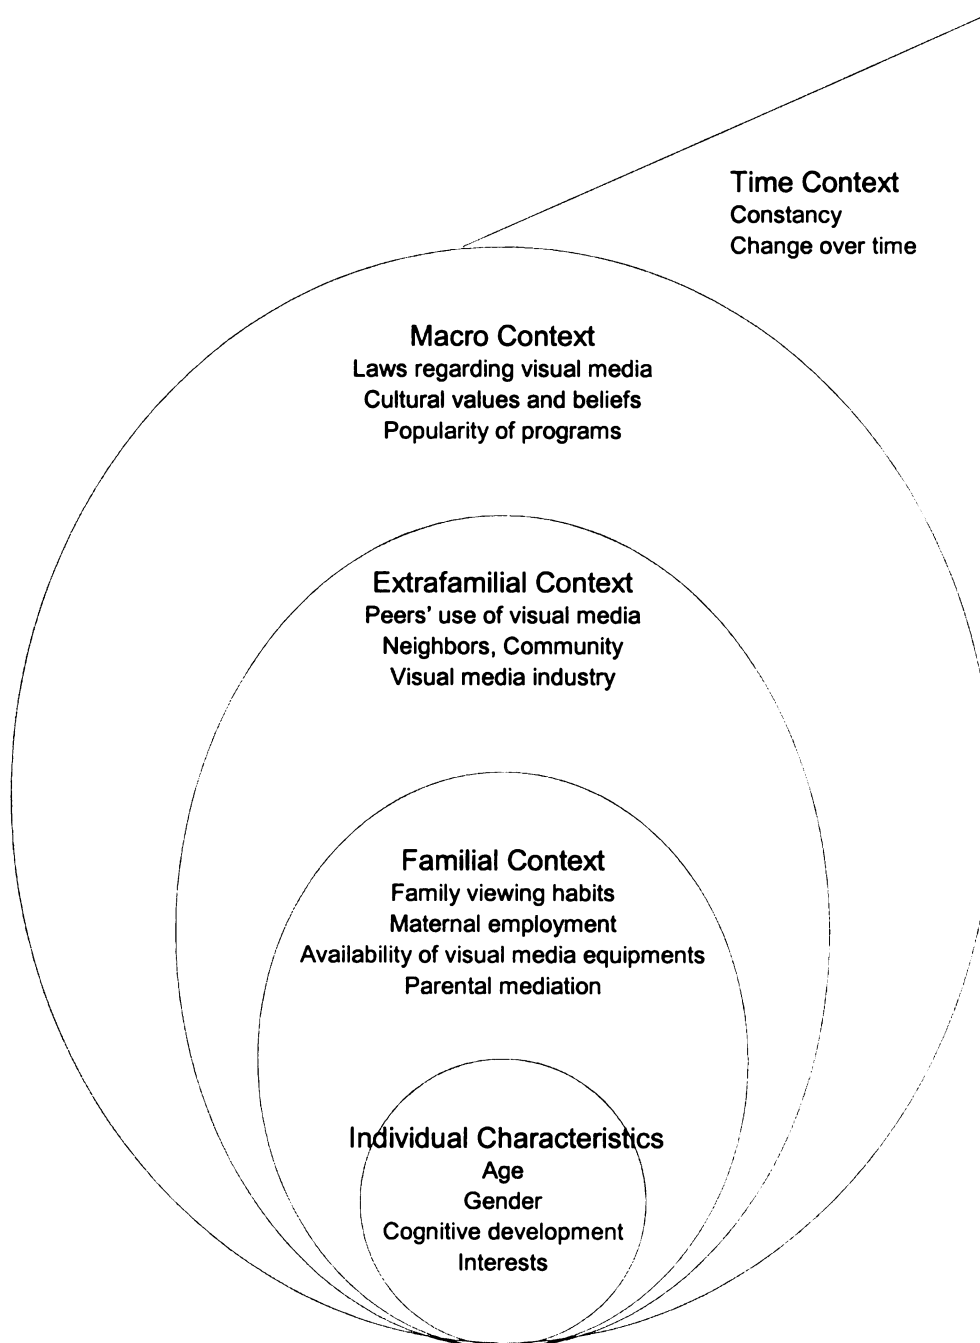 Time Context
Constancy
Change over time
Macro Context
Laws regarding visual media
Cultural values and beliefs
Popularity of programs
Extrafamilial Context
Peers' use of visual media
Neighbors, Community
Visual media industry
Familial Context
Family viewing habits
Maternal employment
Availability of visual media equipments
Parental mediation
Individual Characteristics
Age
Gender
Cognitive development
Interests